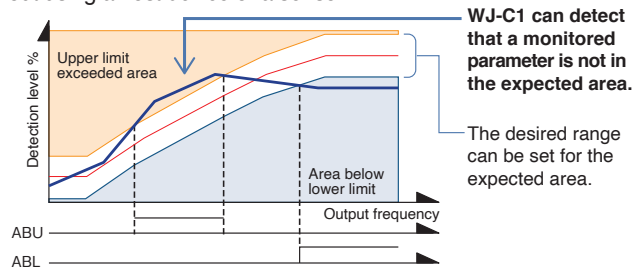 WJ-C1 can detect
that a monitored
parameter is not in
the expected area.
Detection level %
Upper limit
exceeded area
The desired range
can be set for the
expected area.
Area below
lower limit
Output frequency
ABU
ABL